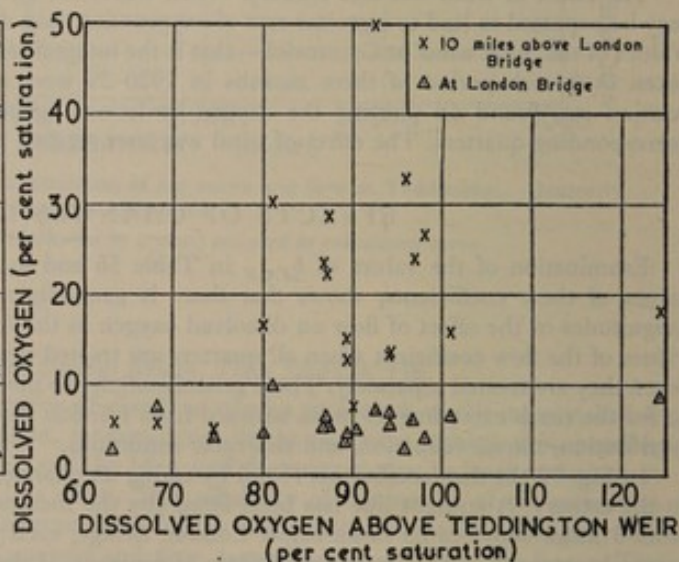 50
40
30
20
10
0
DISSOLVED OXYGEN (per cent saturation)
x 10 miles above London
Bridge
△ At London Bridge
60 70 80 90 100 110 120
DISSOLVED OXYGEN ABOVE TEDDINGTON WEIR
(per cent saturation)